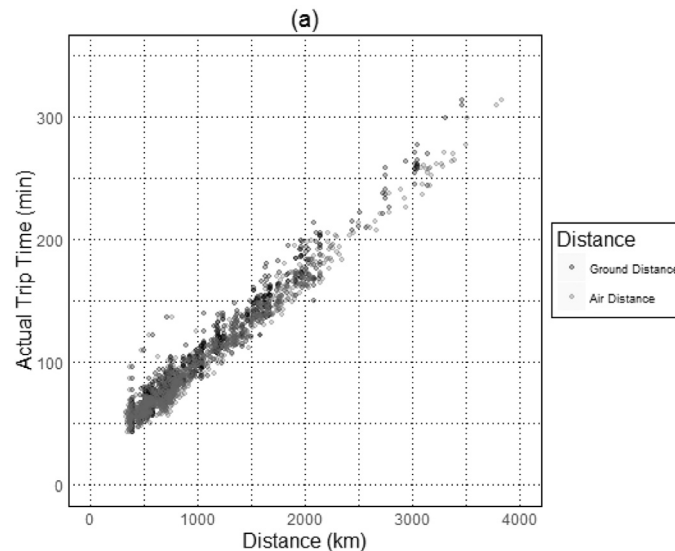 (a)
Actual Trip Time (min)
300
200
100
0
0 1000 2000 3000 4000
Distance (km)
Distance
Ground Distance
Air Distance